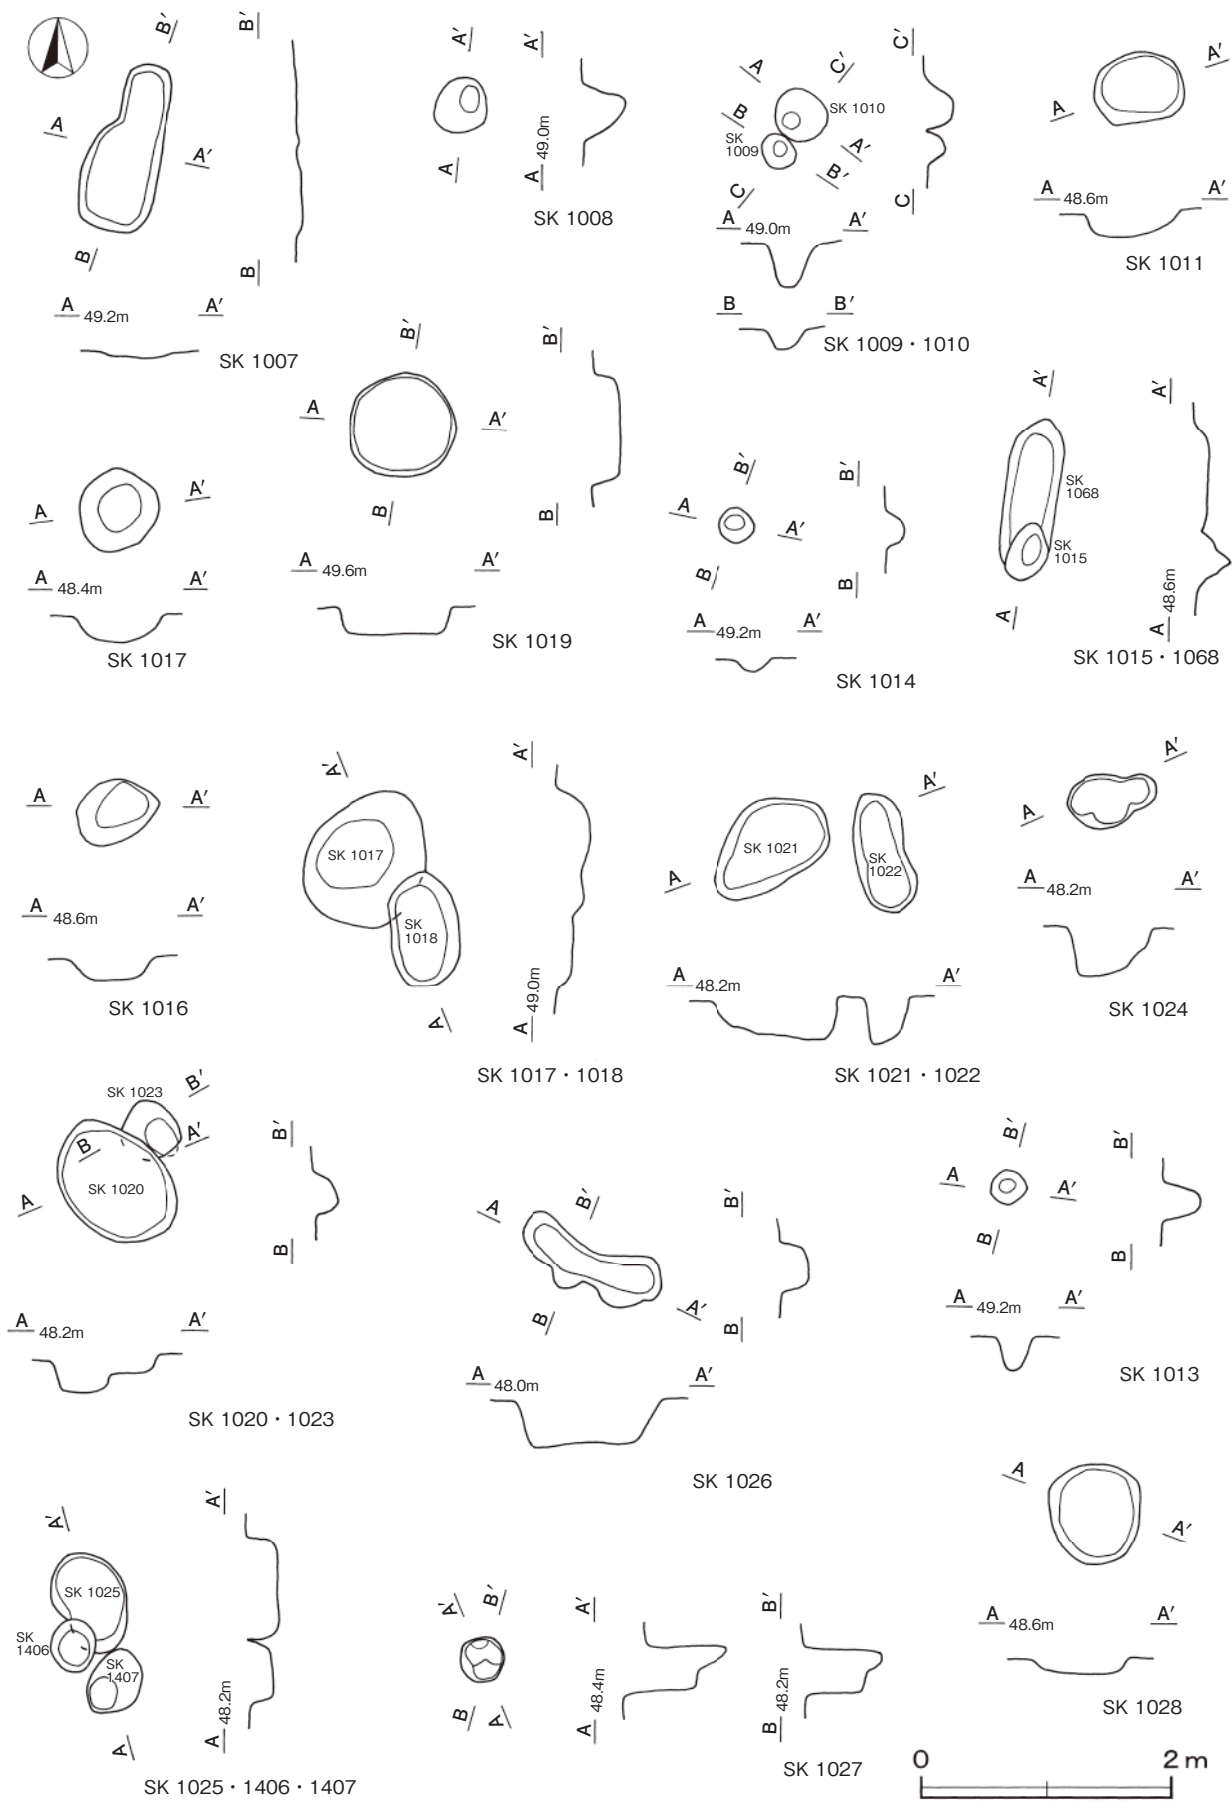 B′
B′
A
A′
B
B
A 49.2m A′
SK 1007
A′
A′
A
A 49.0m
SK 1008
A
C′
B
SK 1010
SK
1009
A′
B′
C
C′
C
A 49.0m A′
B B′
SK 1009・1010
A′
A
A 48.6m A′
SK 1011
A′
A
A 48.4m A′
SK 1017
B′
B′
A
A′
B
B
A 49.6m A′
SK 1019
B′
B′
A
A′
B
B
A 49.2m A′
SK 1014
A′
A′
SK
1068
SK
1015
A
A 48.6m
SK 1015・1068
A A′
A 48.6m A′
SK 1016
A′
A′
SK 1017
SK
1018
A
A 49.0m
SK 1017・1018
A′
SK 1021
SK
1022
A
A 48.2m A′
SK 1021・1022
A′
A
A 48.2m A′
SK 1024
SK 1023
B′
B′
B
A′
SK 1020
A
B
A 48.2m A′
SK 1020・1023
A
B′
B′
B
A′
B
A 48.0m A′
SK 1026
B′
B′
A
A′
B
B
A 49.2m A′
SK 1013
A′
A′
SK 1025
SK
1406
SK
1407
A
A 48.2m
SK 1025・1406・1407
A′
B′
A′
B′
B
A
A 48.4m
B 48.2m
SK 1027
A
A′
A 48.6m A′
SK 1028
0 2 m